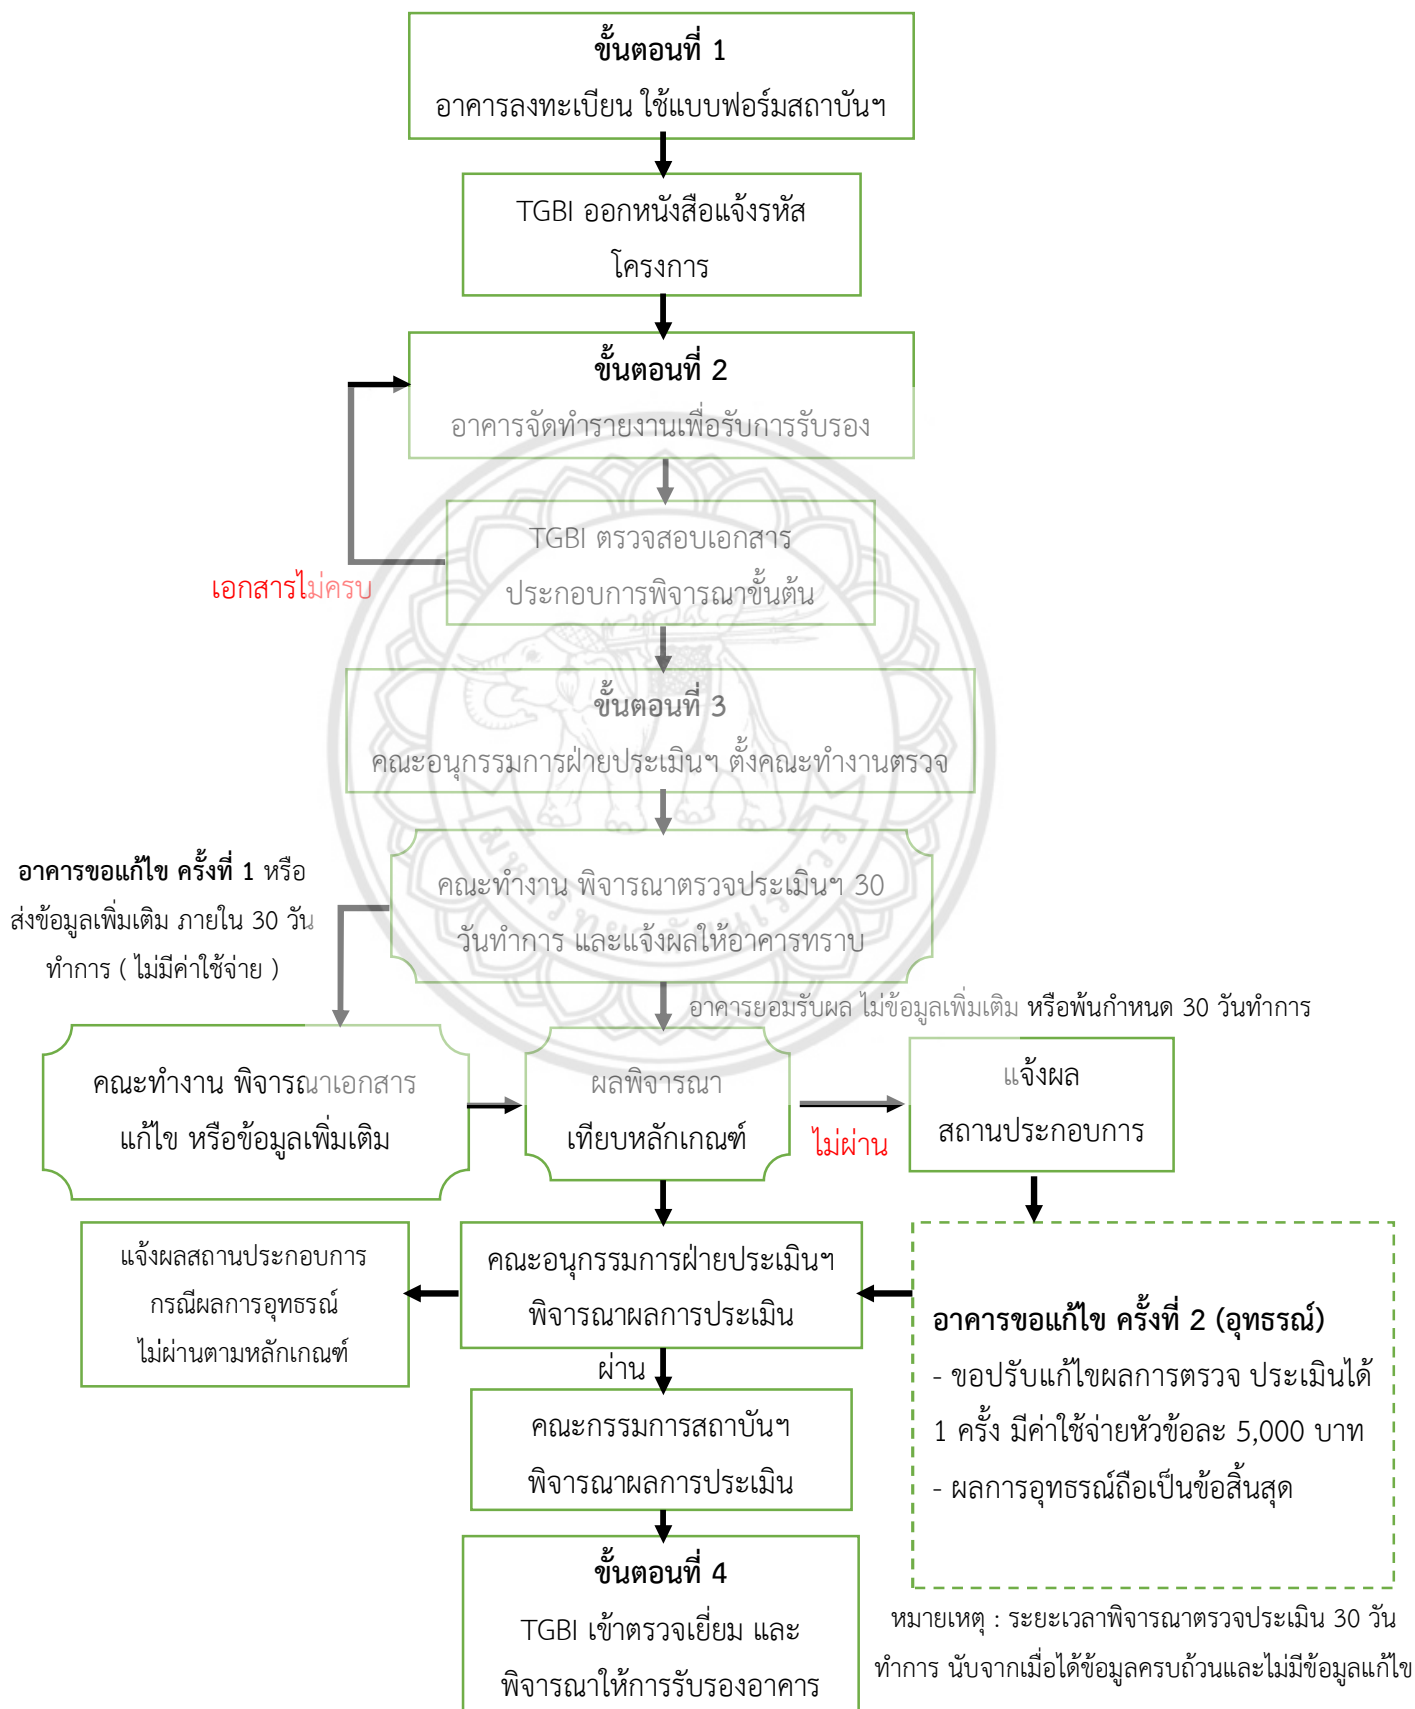 ขั้นตอนที่ 1
อาคารลงทะเบียน ใช้แบบฟอร์มสถาบันฯ
TGBI ออกหนังสือแจ้งรหัส
โครงการ
ขั้นตอนที่ 2
อาคารจัดทำรายงานเพื่อรับการรับรอง
TGBI ตรวจสอบเอกสาร
ประกอบการพิจารณาขั้นต้น
เอกสารไม่ครบ
ขั้นตอนที่ 3
คณะอนุกรรมการฝ่ายประเมินฯ ตั้งคณะทำงานตรวจ
มหาวิทยาลัยนเรศวร
คณะทำงาน พิจารณาตรวจประเมินฯ 30
วันทำการ และแจ้งผลให้อาคารทราบ
อาคารขอแก้ไข ครั้งที่ 1 หรือ
ส่งข้อมูลเพิ่มเติม ภายใน 30 วัน
ทำการ ( ไม่มีค่าใช้จ่าย )
อาคารยอมรับผล ไม่ข้อมูลเพิ่มเติม หรือพ้นกำหนด 30 วันทำการ
คณะทำงาน พิจารณาเอกสาร
แก้ไข หรือข้อมูลเพิ่มเติม
ผลพิจารณา
เทียบหลักเกณฑ์
ไม่ผ่าน
แจ้งผล
สถานประกอบการ
แจ้งผลสถานประกอบการ
กรณีผลการอุทธรณ์
ไม่ผ่านตามหลักเกณฑ์
คณะอนุกรรมการฝ่ายประเมินฯ
พิจารณาผลการประเมิน
อาคารขอแก้ไข ครั้งที่ 2 (อุทธรณ์)
- ขอปรับแก้ไขผลการตรวจ ประเมินได้
1 ครั้ง มีค่าใช้จ่ายหัวข้อละ 5,000 บาท
- ผลการอุทธรณ์ถือเป็นข้อสิ้นสุด
ผ่าน
คณะกรรมการสถาบันฯ
พิจารณาผลการประเมิน
ขั้นตอนที่ 4
TGBI เข้าตรวจเยี่ยม และ
พิจารณาให้การรับรองอาคาร
หมายเหตุ : ระยะเวลาพิจารณาตรวจประเมิน 30 วัน
ทำการ นับจากเมื่อได้ข้อมูลครบถ้วนและไม่มีข้อมูลแก้ไข